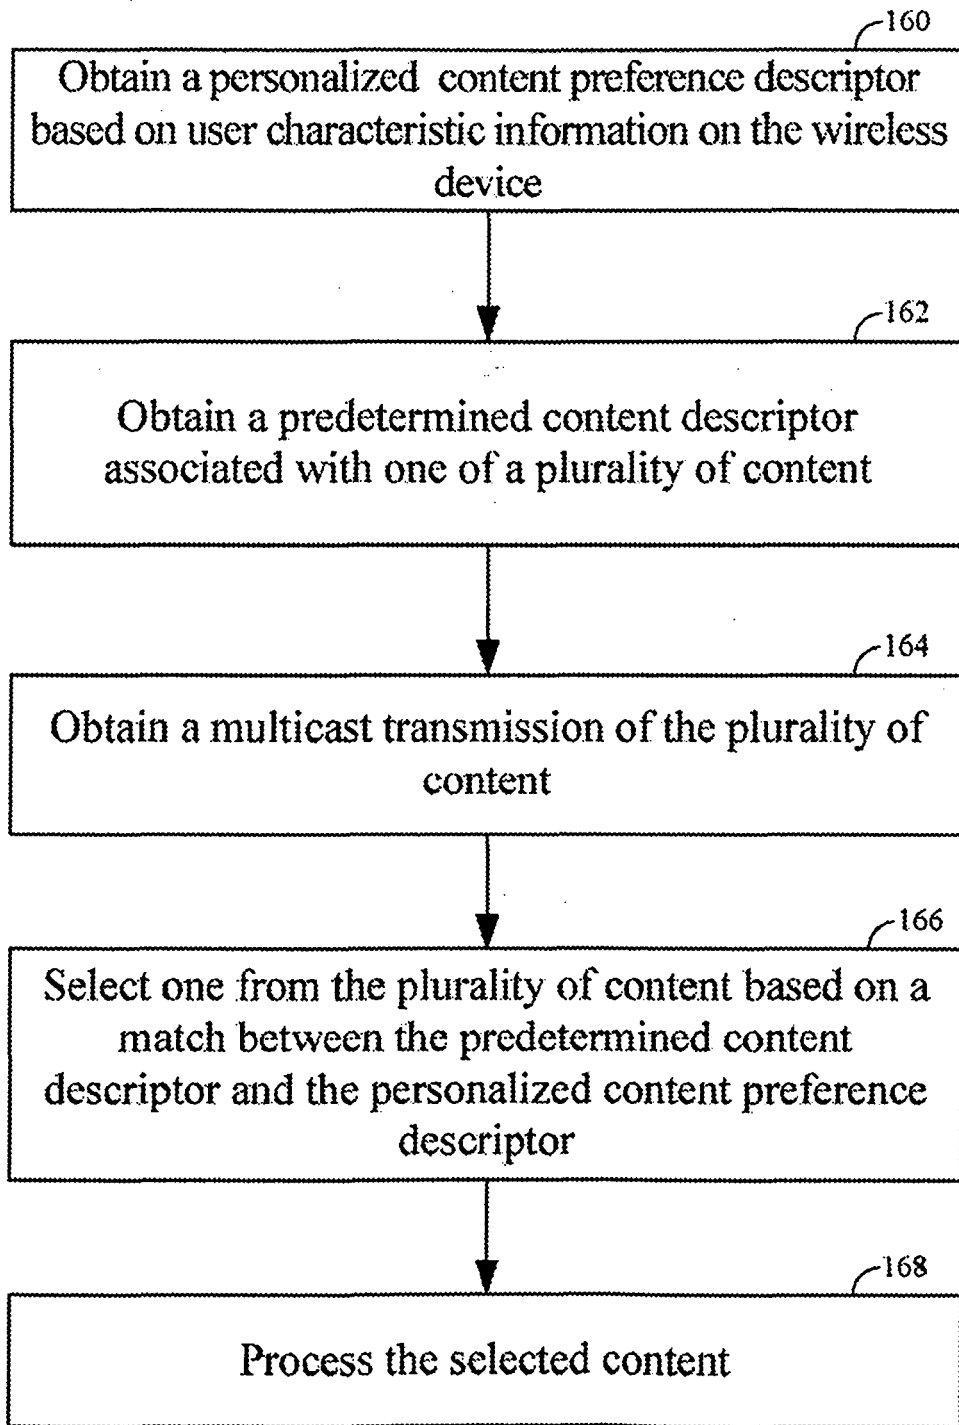 160
Obtain a personalized content preference descriptor
based on user characteristic information on the wireless
device
162
Obtain a predetermined content descriptor
associated with one of a plurality of content
164
Obtain a multicast transmission of the plurality of
content
166
Select one from the plurality of content based on a
match between the predetermined content
descriptor and the personalized content preference
descriptor
168
Process the selected content